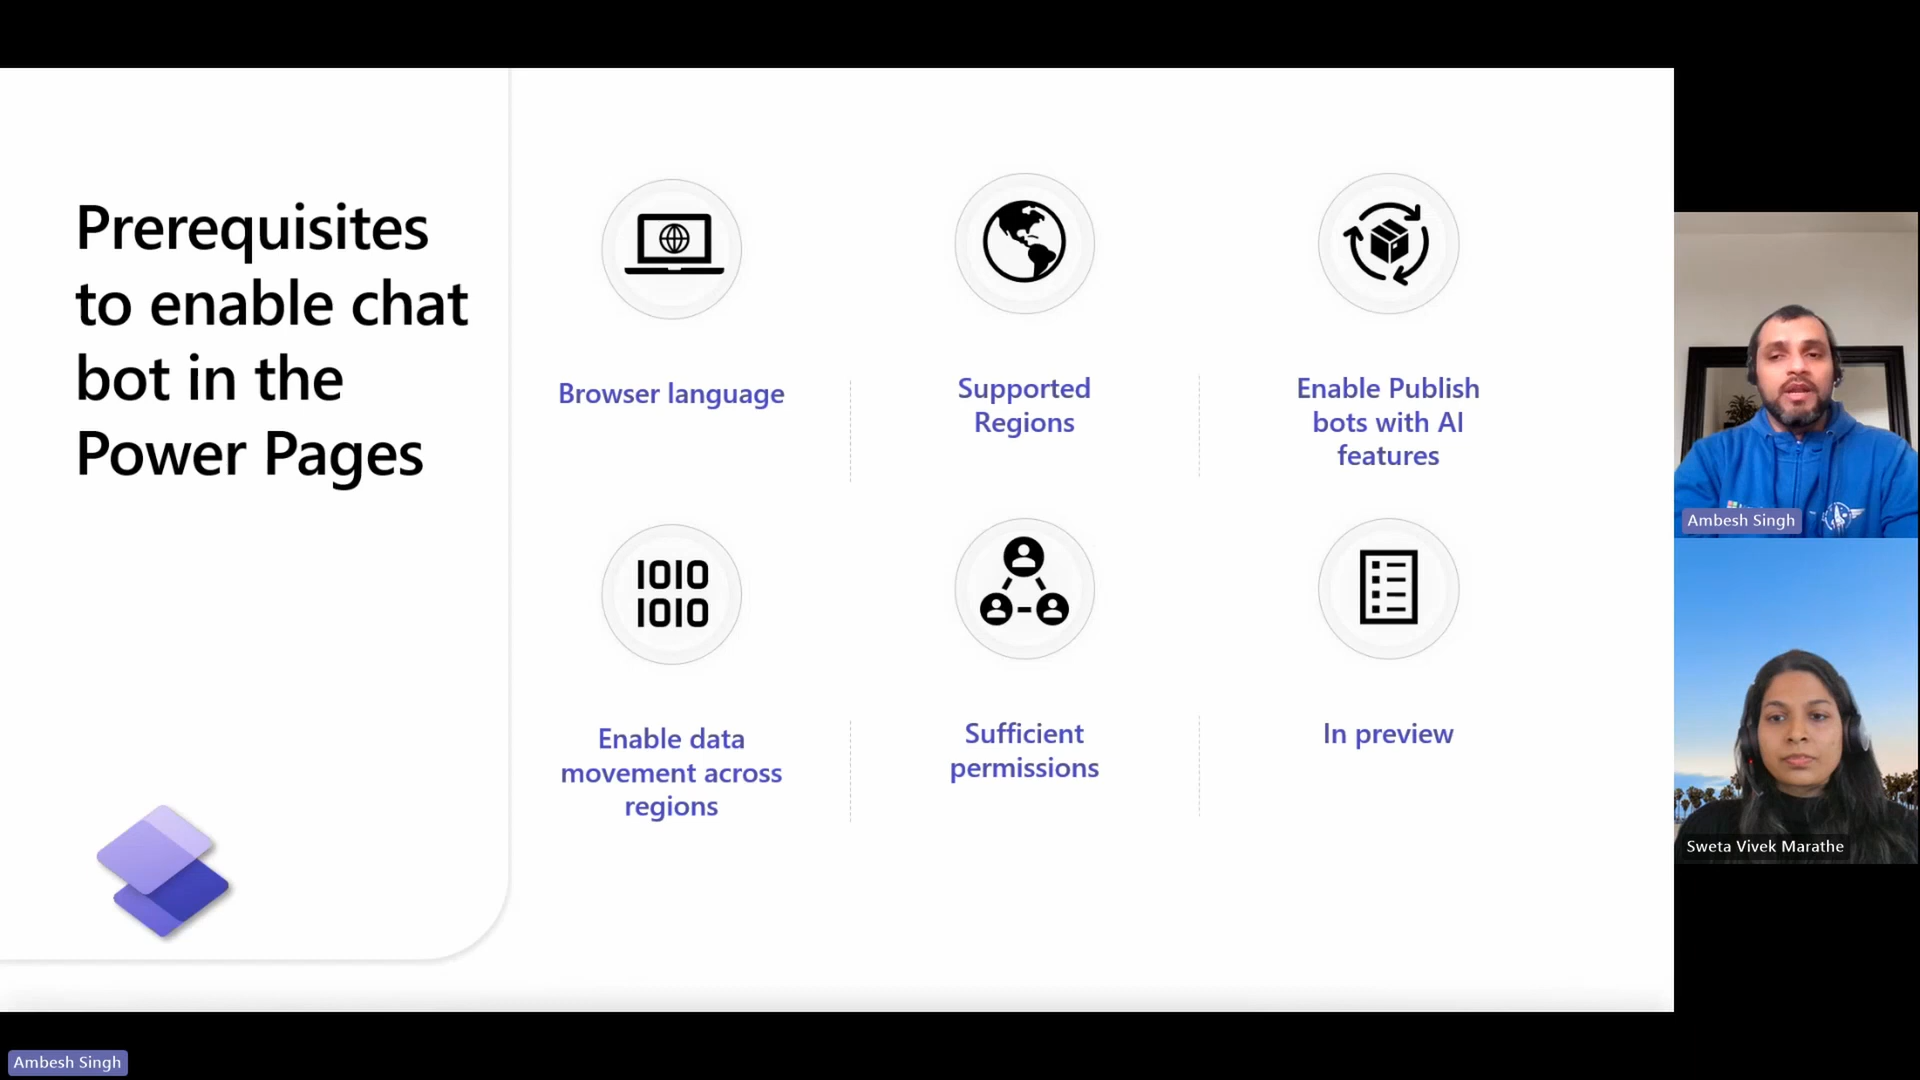 Prerequisites
to enable chat
bot in the
Power Pages
Browser language
Supported
Regions
Enable Publish
bots with AI
features
1010
1010
Enable data
movement across
regions
Sufficient
permissions
In preview
Ambesh Singh
Sweta Vivek Marathe
Ambesh Singh